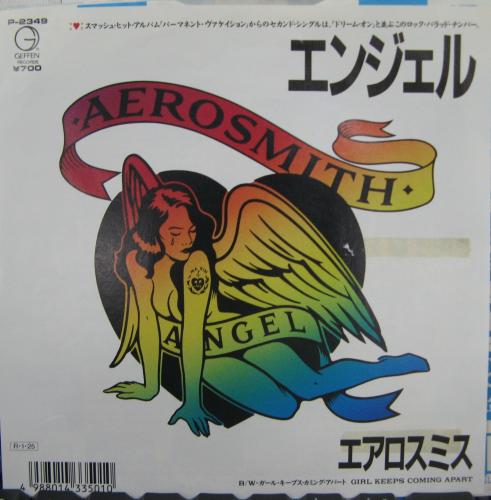 P-2349
GEFFEN
RECORDS
¥700
スマッシュ・ヒット・アルバム「パーマネント・ヴァケイション」からのセカンド・シングルは、「ドリーム・オン」と並ぶこのロック・バラッド・ナンバー。
エンジェル
AEROSMITH
ANGEL
エアロスミス
R・1・25
4988014335010
B/W・ガール・キープス・カミング・アパート GIRL KEEPS COMING APART